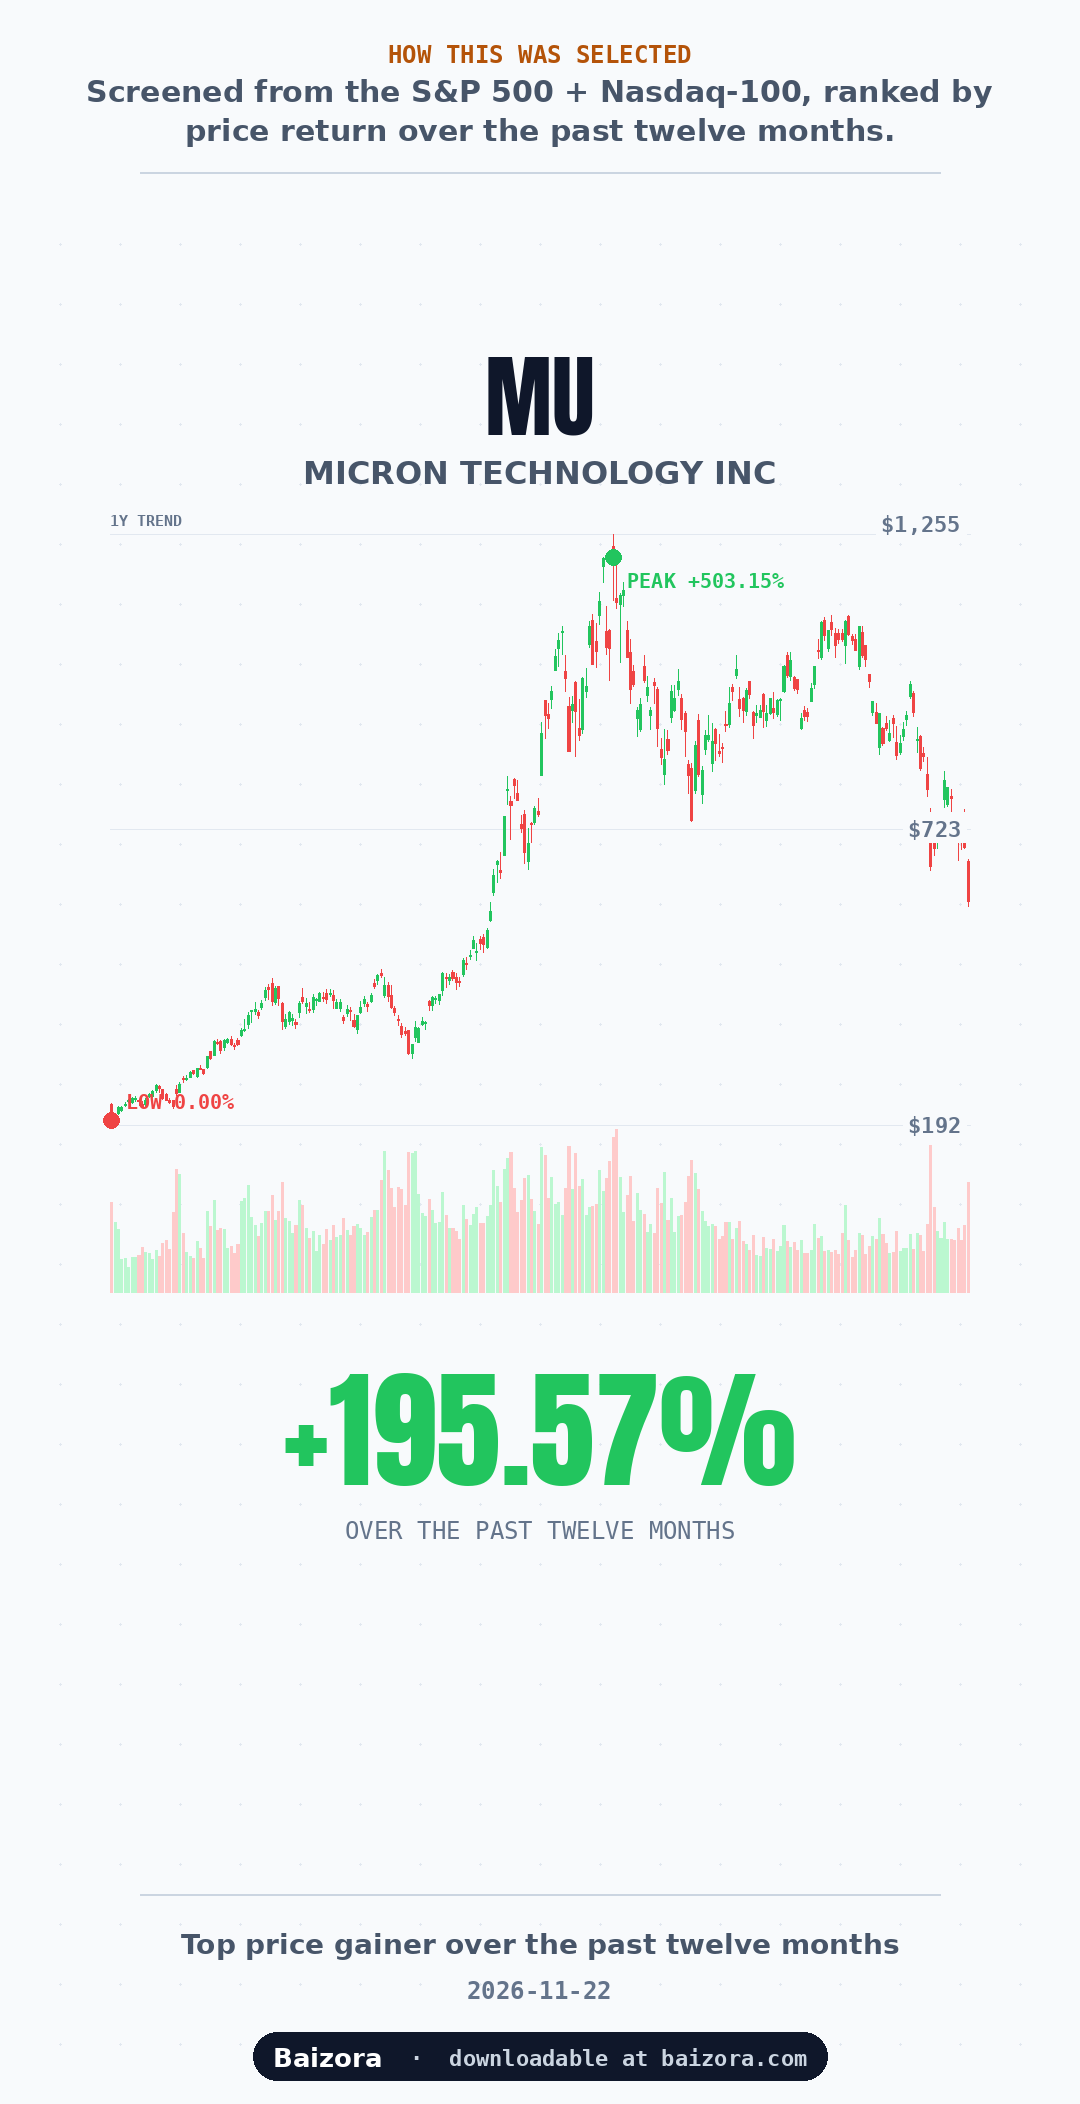 HOW THIS WAS SELECTED
Screened from the S&P 500 + Nasdaq-100, ranked by
price return over the past twelve months.
MU
MICRON TECHNOLOGY INC
1Y TREND
$1,255
PEAK +503.15%
$723
LOW 0.00%
$192
+195.57%
OVER THE PAST TWELVE MONTHS
Top price gainer over the past twelve months
2026-11-22
Baizora · downloadable at baizora.com